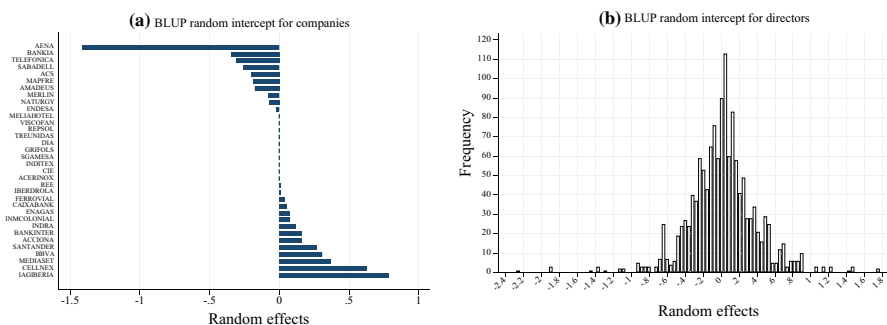 (a) BLUP random intercept for companies
AENA
BANKIA
TELEFONICA
SABADELL
ACS
MAPFRE
AMADEUS
MERLIN
NATURGY
ENDESA
MELIAHOTEL
VISCOFAN
REPSOL
TREUNIDAS
DIA
GRIFOLS
SGAMESA
INDITEX
CIE
ACERINOX
REE
IBERDROLA
FERROVIAL
CAIXABANK
ENAGAS
INMCOLONIAL
INDRA
BANKINTER
ACCIONA
SANTANDER
BBVA
MEDIASET
CELLNEX
IAGIBERIA
-1.5 -1 -.5 0 .5 1
Random effects
(b) BLUP random intercept for directors
Frequency
120
110
100
90
80
70
60
50
40
30
20
10
0
-2.4 -2.2 -2 -1.8 -1.6 -1.4 -1.2 -1 -.8 -.6 -.4 -.2 0 .2 .4 .6 .8 1 1.2 1.4 1.6 1.8
Random effects